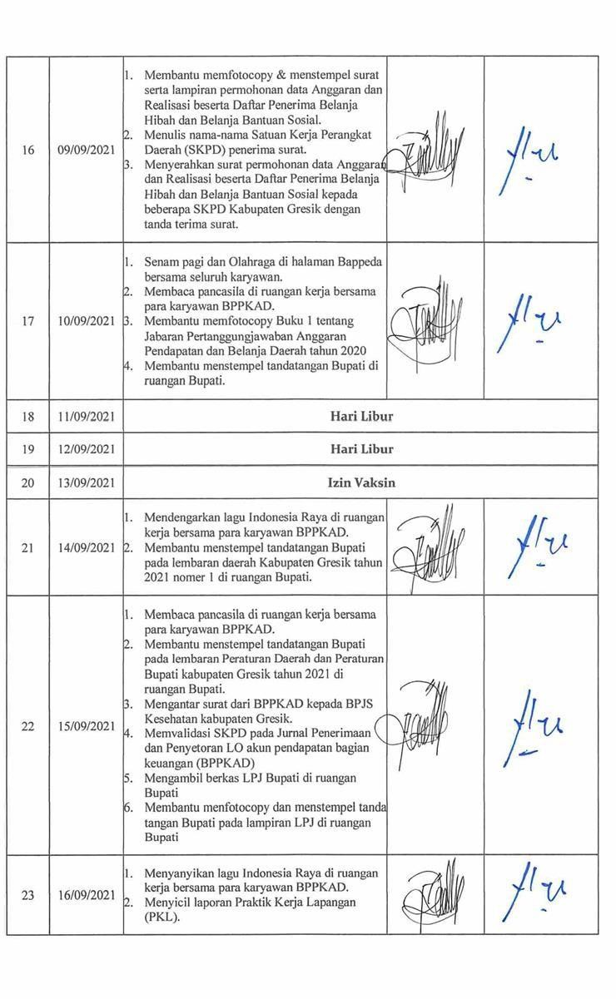 16
09/09/2021
1. Membantu memfotocopy & menstempel surat
serta lampiran permohonan data Anggaran dan
Realisasi beserta Daftar Penerima Belanja
Hibah dan Belanja Bantuan Sosial.
2. Menulis nama-nama Satuan Kerja Perangkat
Daerah (SKPD) penerima surat.
3. Menyerahkan surat permohonan data Anggaran
dan Realisasi beserta Daftar Penerima Belanja
Hibah dan Belanja Bantuan Sosial kepada
beberapa SKPD Kabupaten Gresik dengan
tanda terima surat.
17
10/09/2021
1. Senam pagi dan Olahraga di halaman Bappeda
bersama seluruh karyawan.
2. Membaca pancasila di ruangan kerja bersama
para karyawan BPPKAD.
3. Membantu memfotocopy Buku 1 tentang
Jabaran Pertanggungjawaban Anggaran
Pendapatan dan Belanja Daerah tahun 2020
4. Membantu menstempel tandatangan Bupati di
ruangan Bupati.
18 11/09/2021 Hari Libur
19 12/09/2021 Hari Libur
20 13/09/2021 Izin Vaksin
21
14/09/2021
1. Mendengarkan lagu Indonesia Raya di ruangan
kerja bersama para karyawan BPPKAD.
2. Membantu menstempel tandatangan Bupati
pada lembaran daerah Kabupaten Gresik tahun
2021 nomer 1 di ruangan Bupati.
22
15/09/2021
1. Membaca pancasila di ruangan kerja bersama
para karyawan BPPKAD.
2. Membantu menstempel tandatangan Bupati
pada lembaran Peraturan Daerah dan Peraturan
Bupati kabupaten Gresik tahun 2021 di
ruangan Bupati.
3. Mengantar surat dari BPPKAD kepada BPJS
Kesehatan kabupaten Gresik.
4. Memvalidasi SKPD pada Jurnal Penerimaan
dan Penyetoran LO akun pendapatan bagian
keuangan (BPPKAD)
5. Mengambil berkas LPJ Bupati di ruangan
Bupati
6. Membantu menfotocopy dan menstempel tanda
tangan Bupati pada lampiran LPJ di ruangan
Bupati
23
16/09/2021
1. Menyanyikan lagu Indonesia Raya di ruangan
kerja bersama para karyawan BPPKAD.
2. Menyicil laporan Praktik Kerja Lapangan
(PKL).